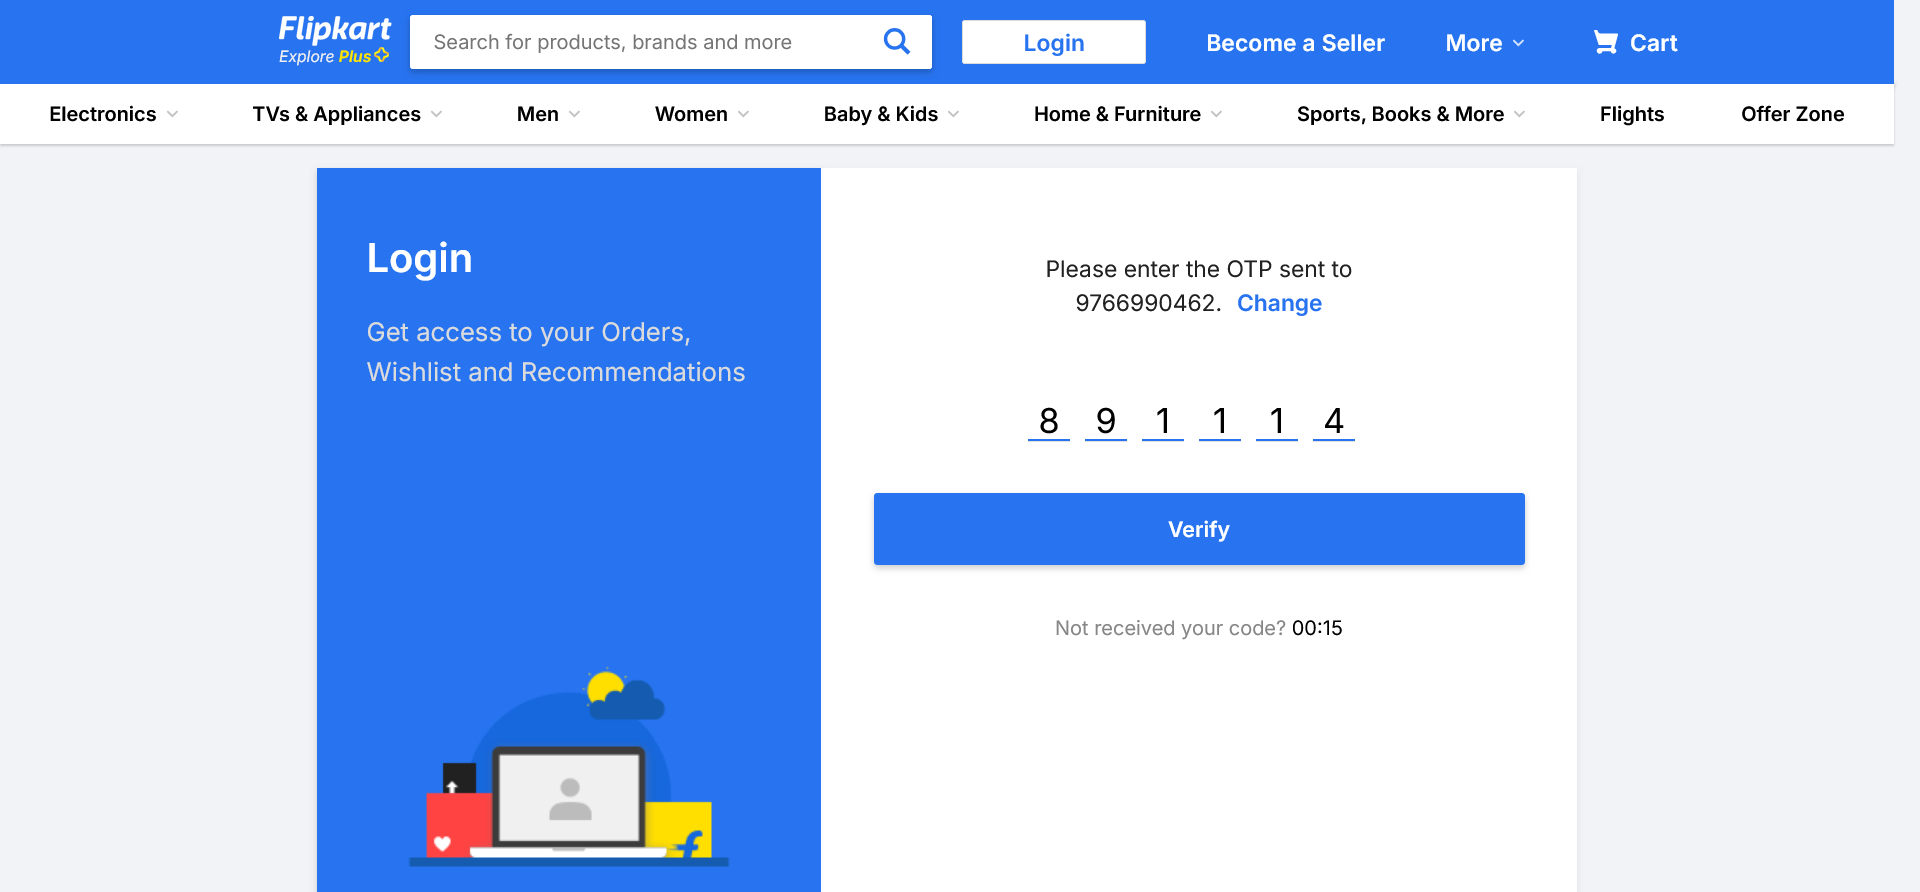 Flipkart
Explore Plus
Search for products, brands and more
Login
Become a Seller
More
Cart
Electronics
TVs & Appliances
Men
Women
Baby & Kids
Home & Furniture
Sports, Books & More
Flights
Offer Zone
Login
Get access to your Orders,
Wishlist and Recommendations
Please enter the OTP sent to
9766990462. Change
8 9 1 1 1 4
Verify
Not received your code? 00:15
f